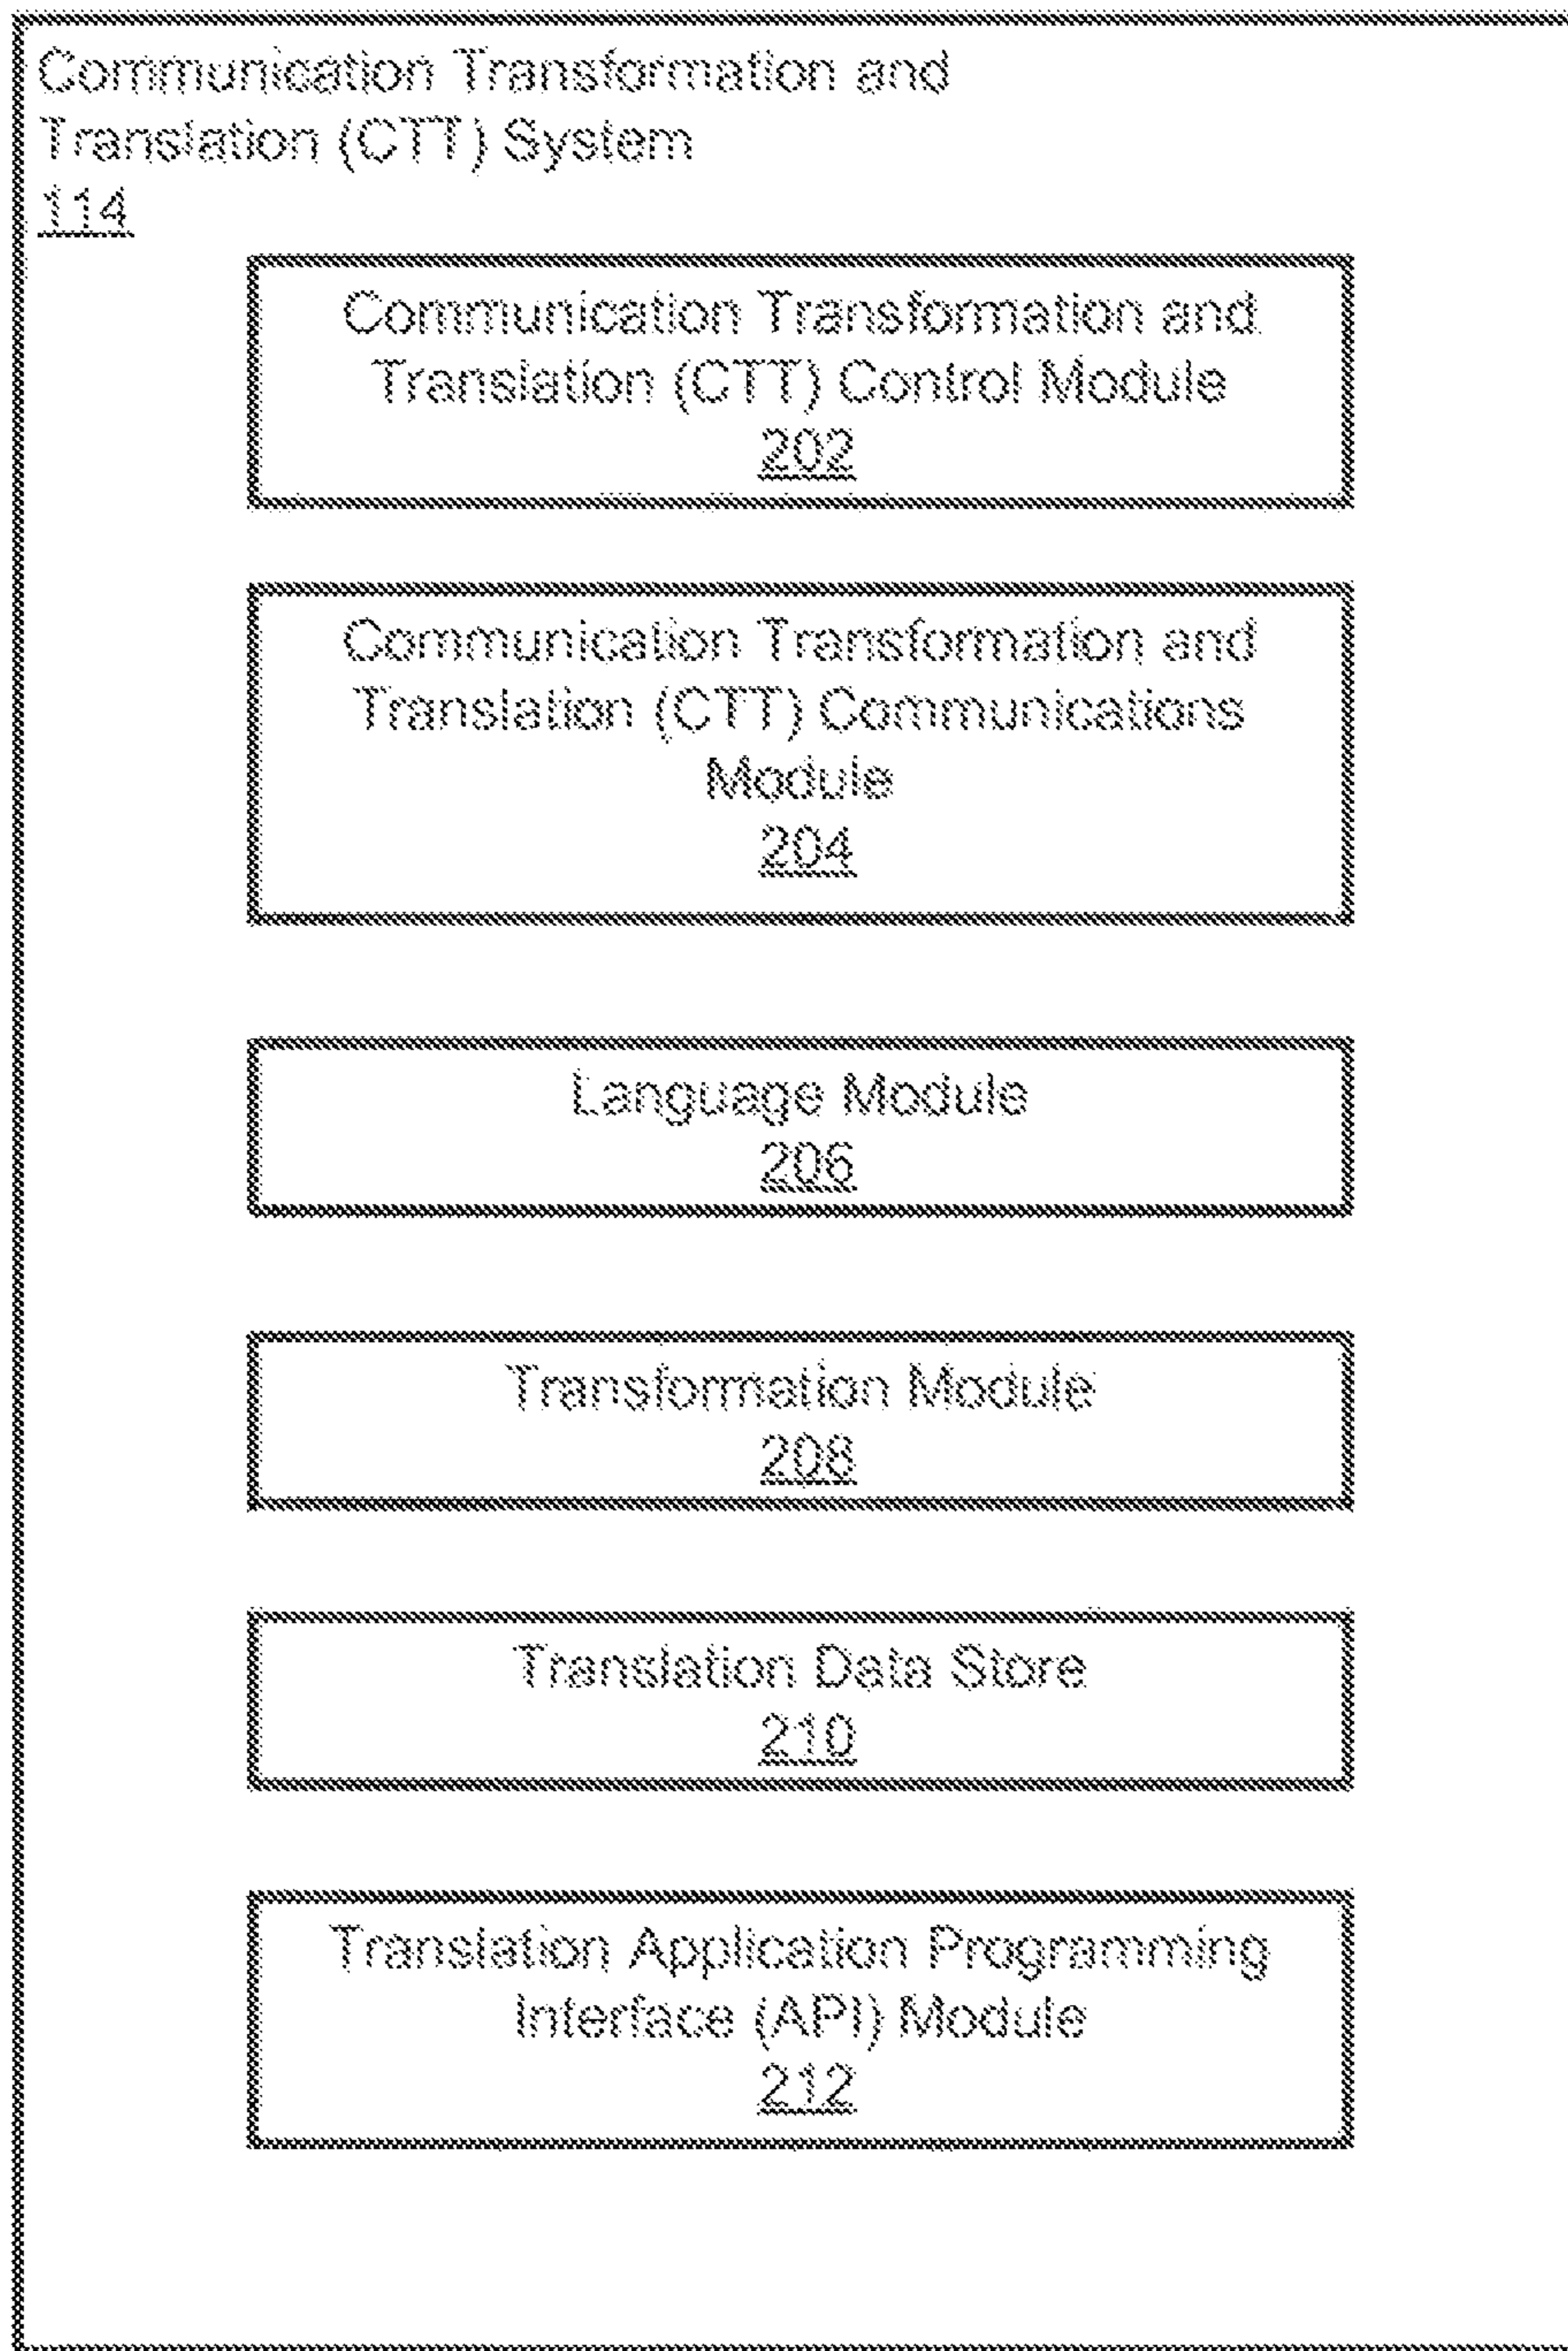 Communication Transformation and
Translation (CTT) System
114
Communication Transformation and
Translation (CTT) Control Module
202
Communication Transformation and
Translation (CTT) Communications
Module
204
Language Module
206
Transformation Module
208
Translation Data Store
210
Translation Application Programming
Interface (API) Module
212